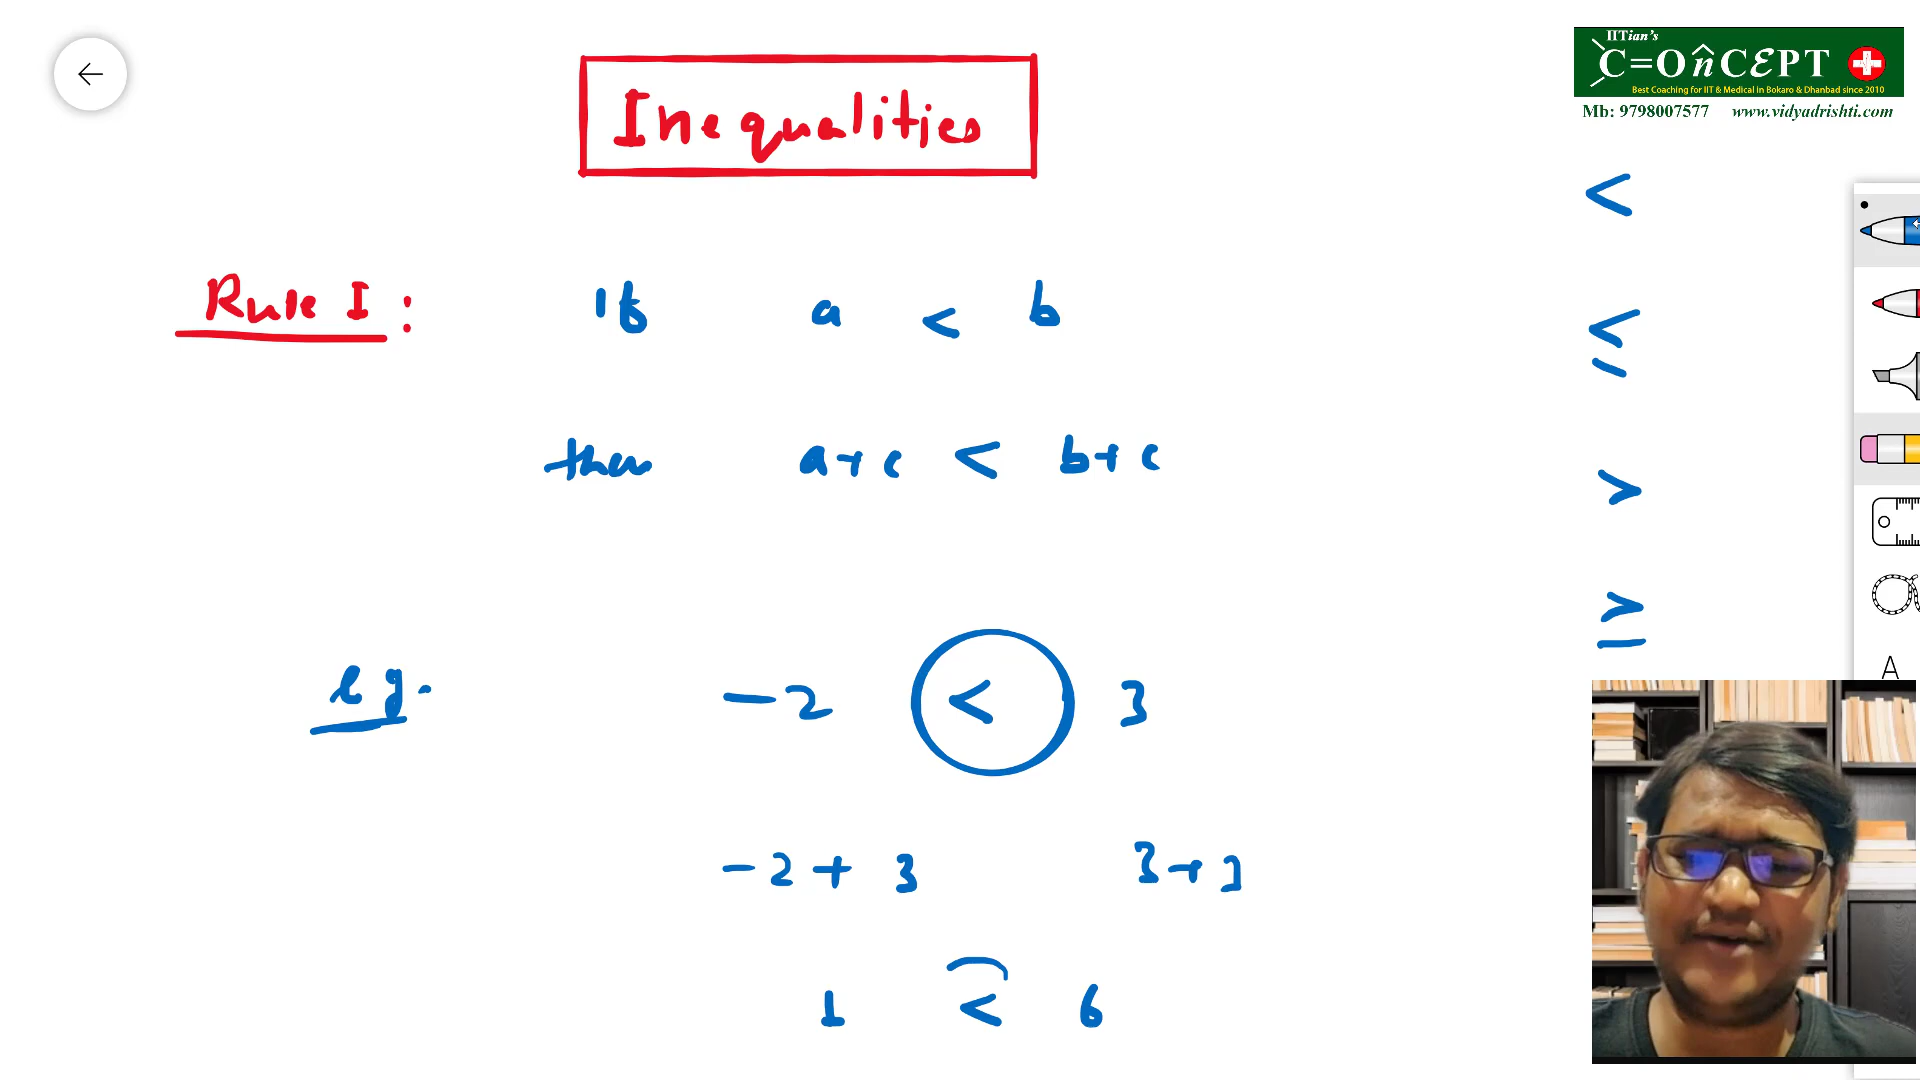 IITian's
C=OnCEPT
Best Coaching for IIT & Medical in Bokaro & Dhanbad since 2010
Mb: 9798007577 www.vidyadrishti.com
Inequalities
<
Rule I : If a < b
≤
then a+c < b+c
>
≥
eg. -2 < 3
A
-2 + 3 3+3
1 < 6